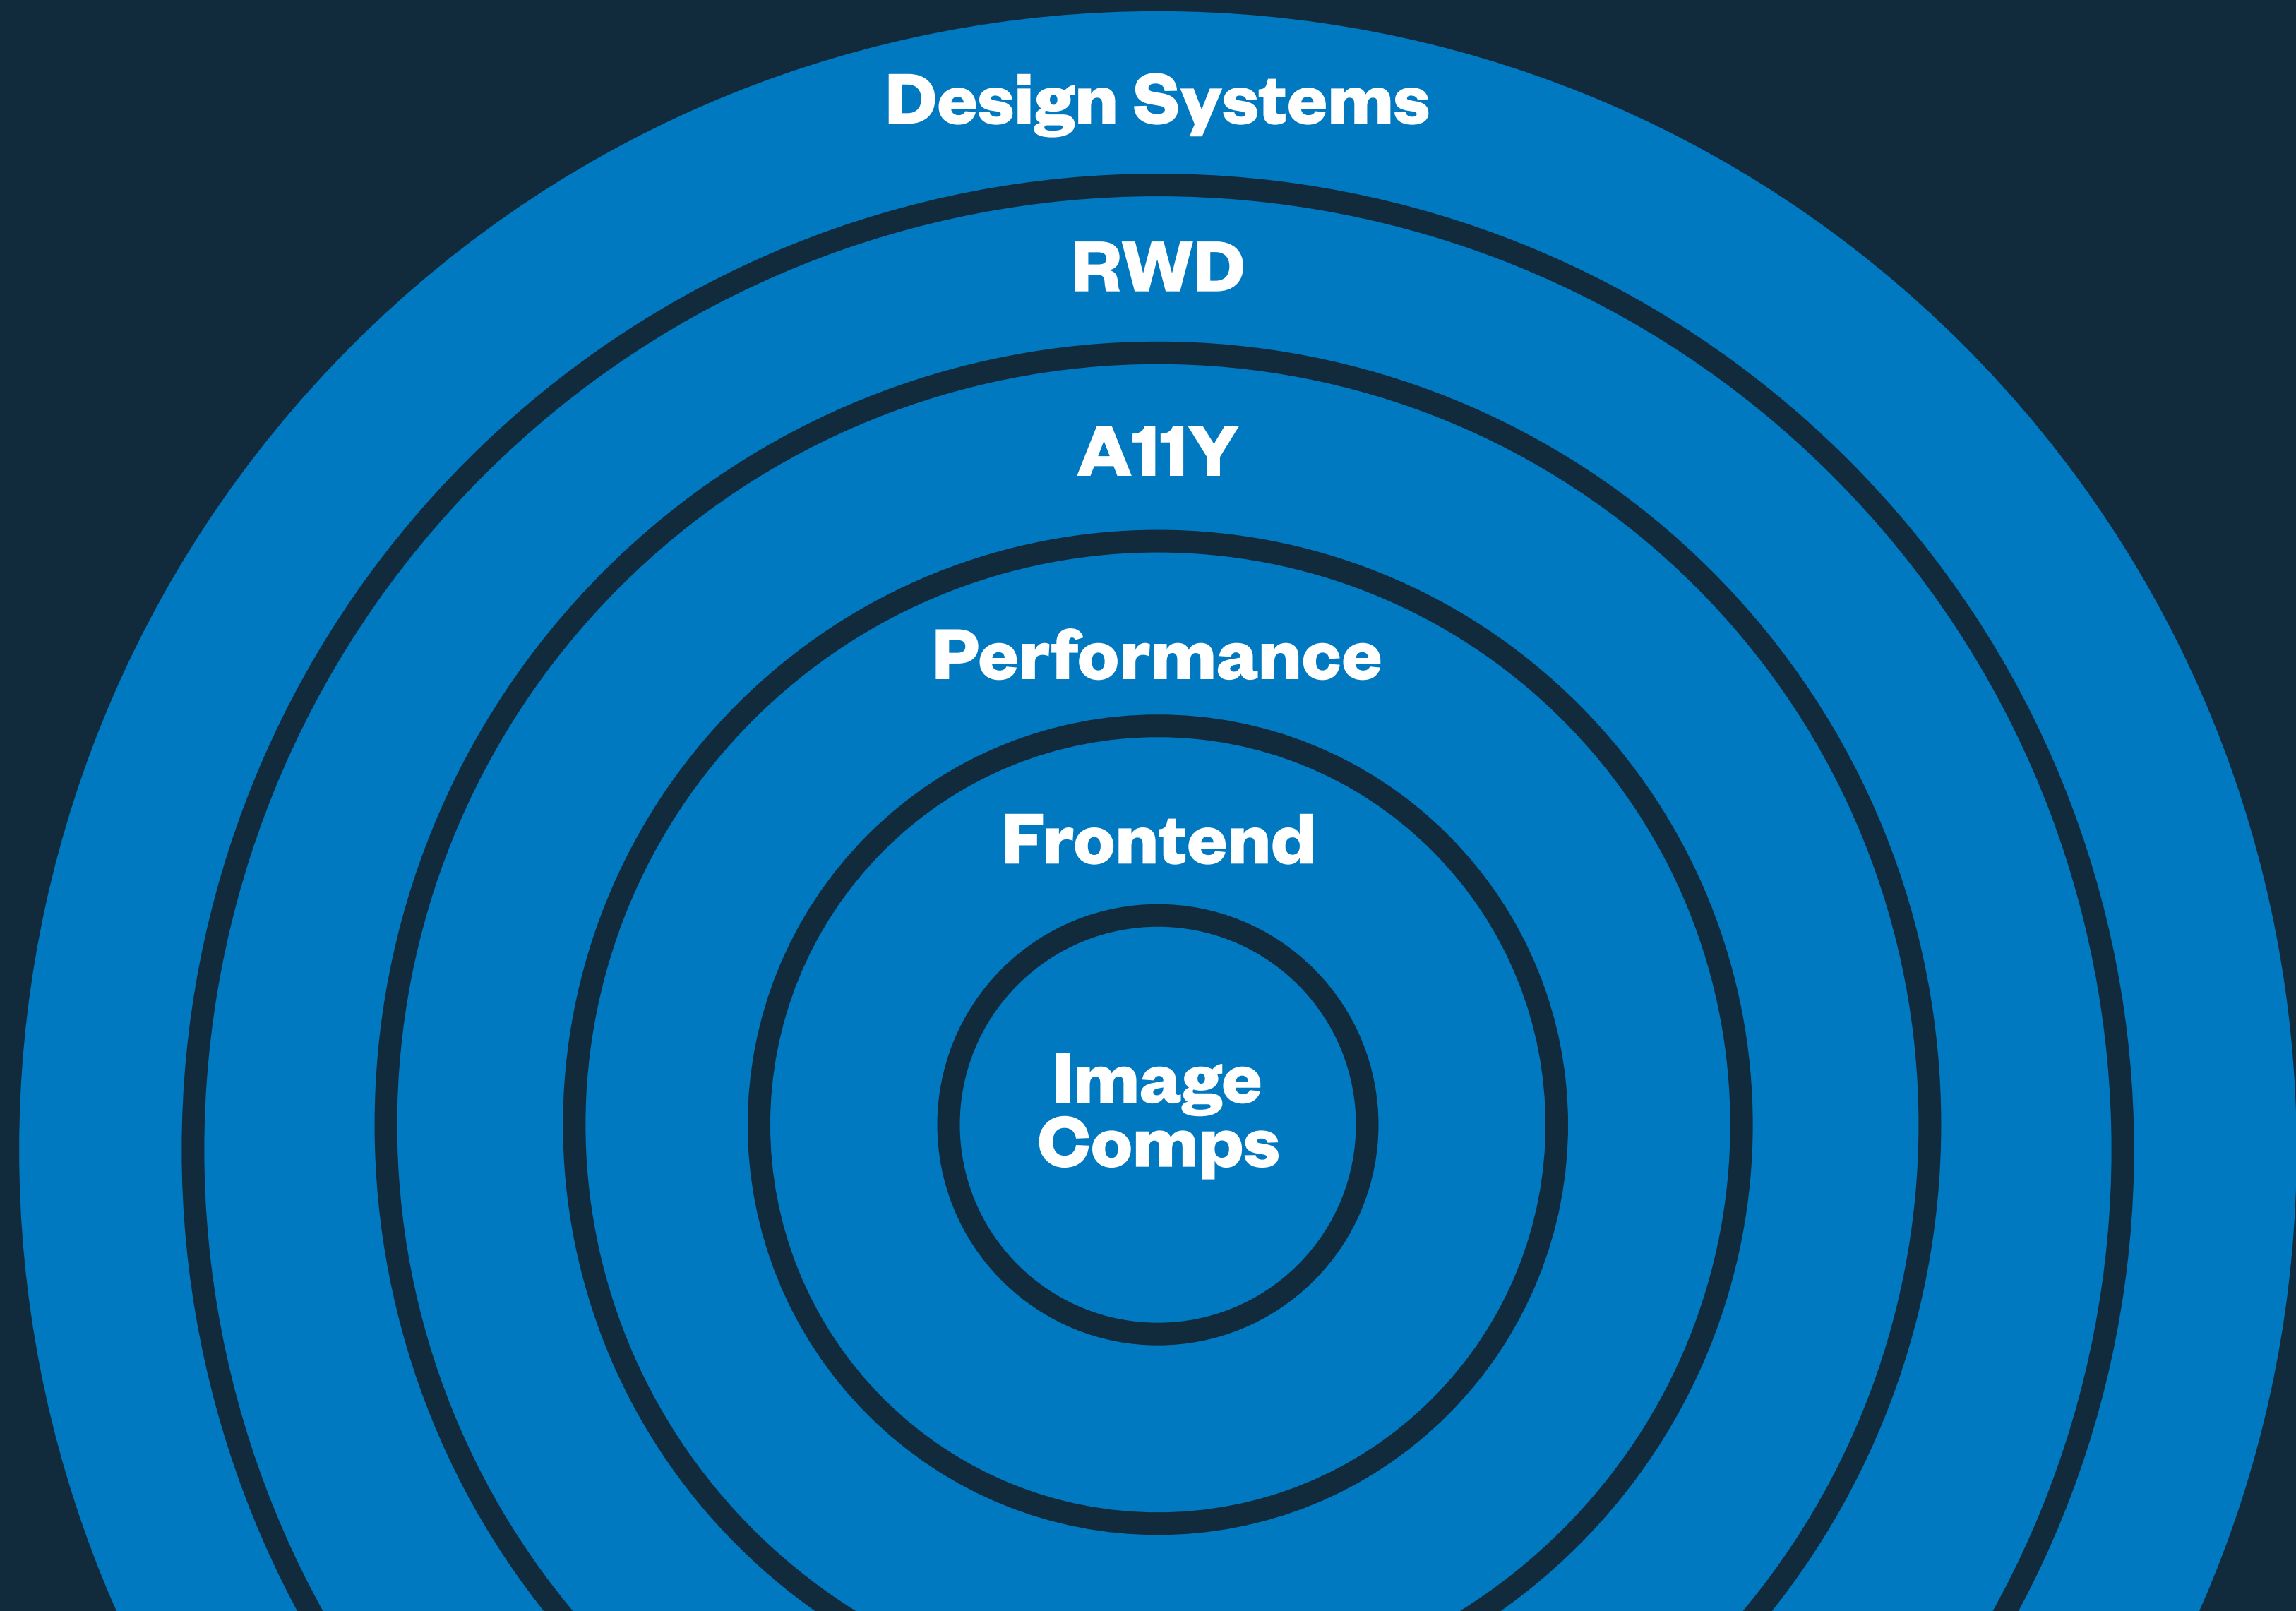 Design Systems
RWD
A11Y
Performance
Frontend
Image
Comps